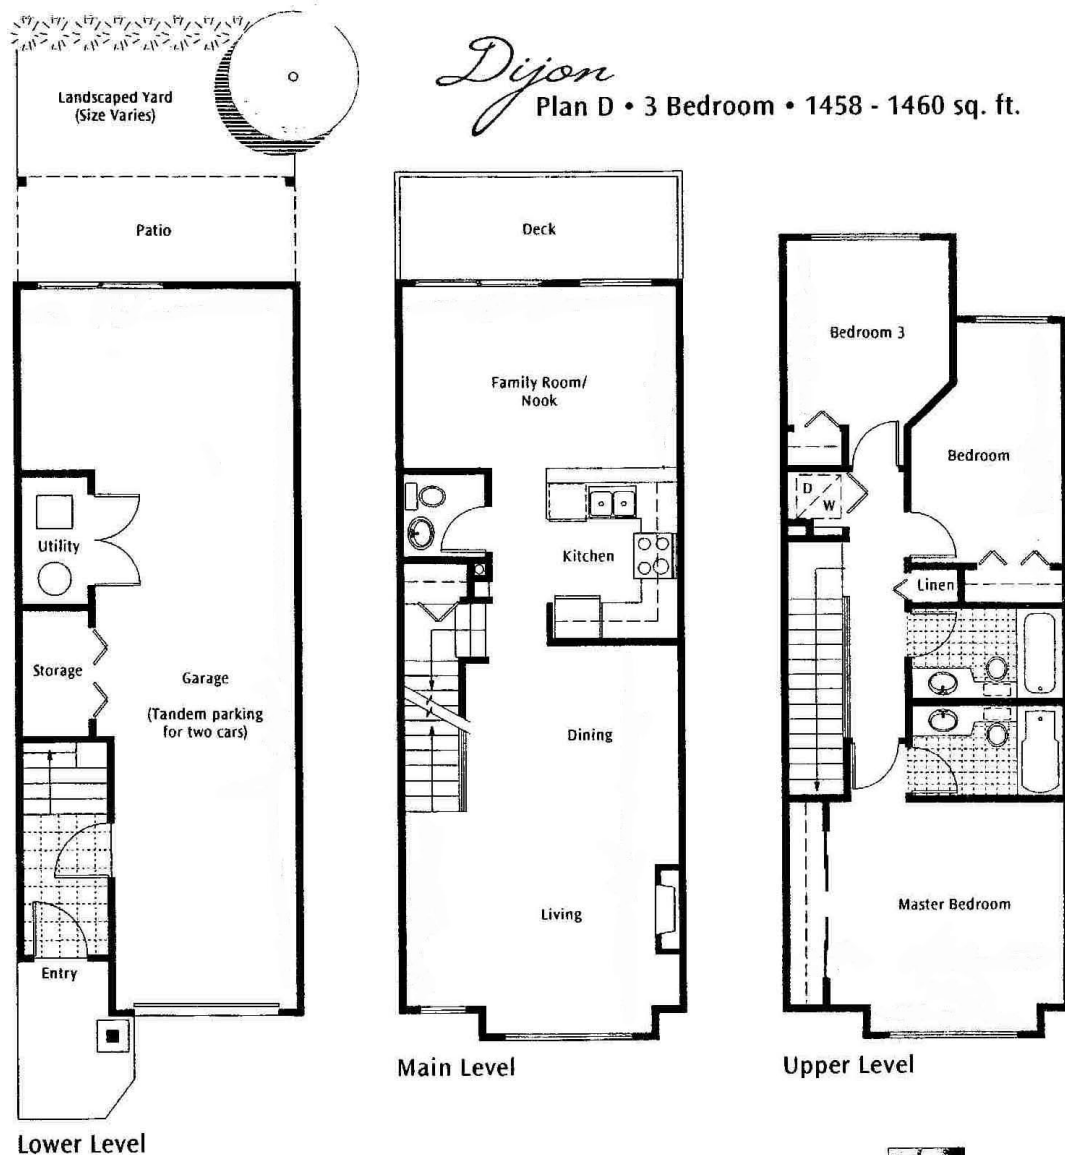 Dijon
Plan D • 3 Bedroom • 1458 - 1460 sq. ft.
Landscaped Yard
(Size Varies)
Patio
Utility
Storage
Garage
(Tandem parking
for two cars)
Entry
Lower Level
Deck
Family Room/
Nook
Kitchen
Dining
Living
Main Level
Bedroom 3
Bedroom
D
W
Linen
Master Bedroom
Upper Level